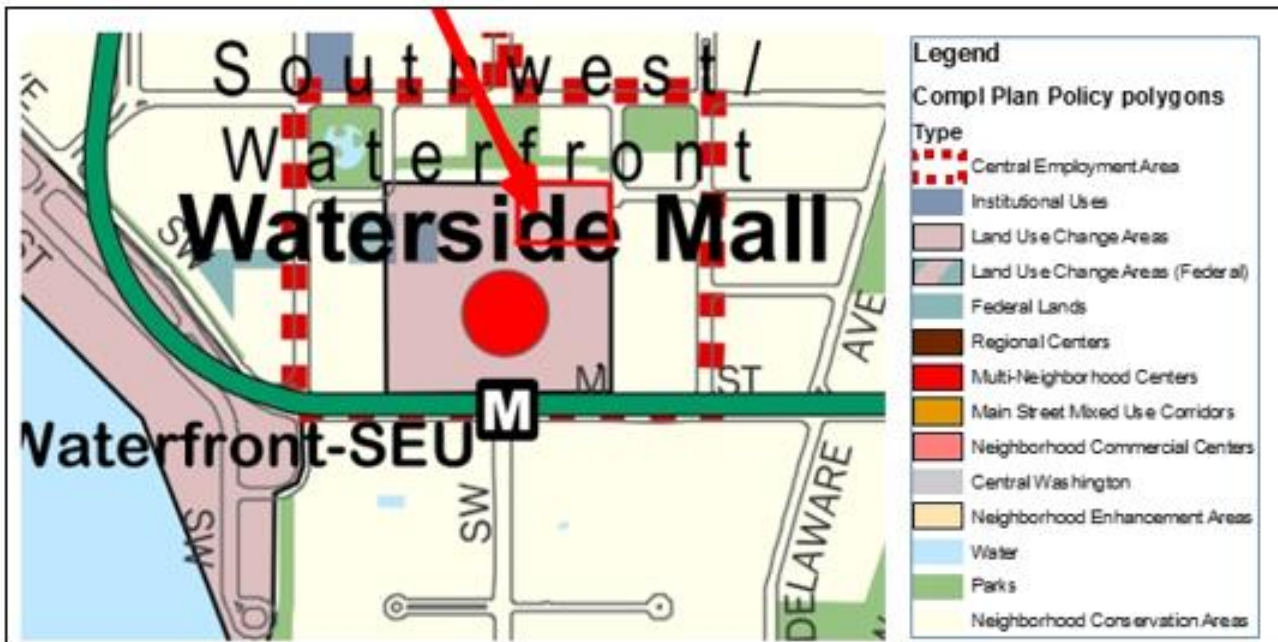 Southwest/
Waterfront
Waterside Mall
SW
ST
M
ST
AVE
M
Waterfront-SEU
SW
SW
DELAWARE
Legend
Compl Plan Policy polygons
Type
Central Employment Area
Institutional Uses
Land Use Change Areas
Land Use Change Areas (Federal)
Federal Lands
Regional Centers
Multi-Neighborhood Centers
Main Street Mixed Use Corridors
Neighborhood Commercial Centers
Central Washington
Neighborhood Enhancement Areas
Water
Parks
Neighborhood Conservation Areas